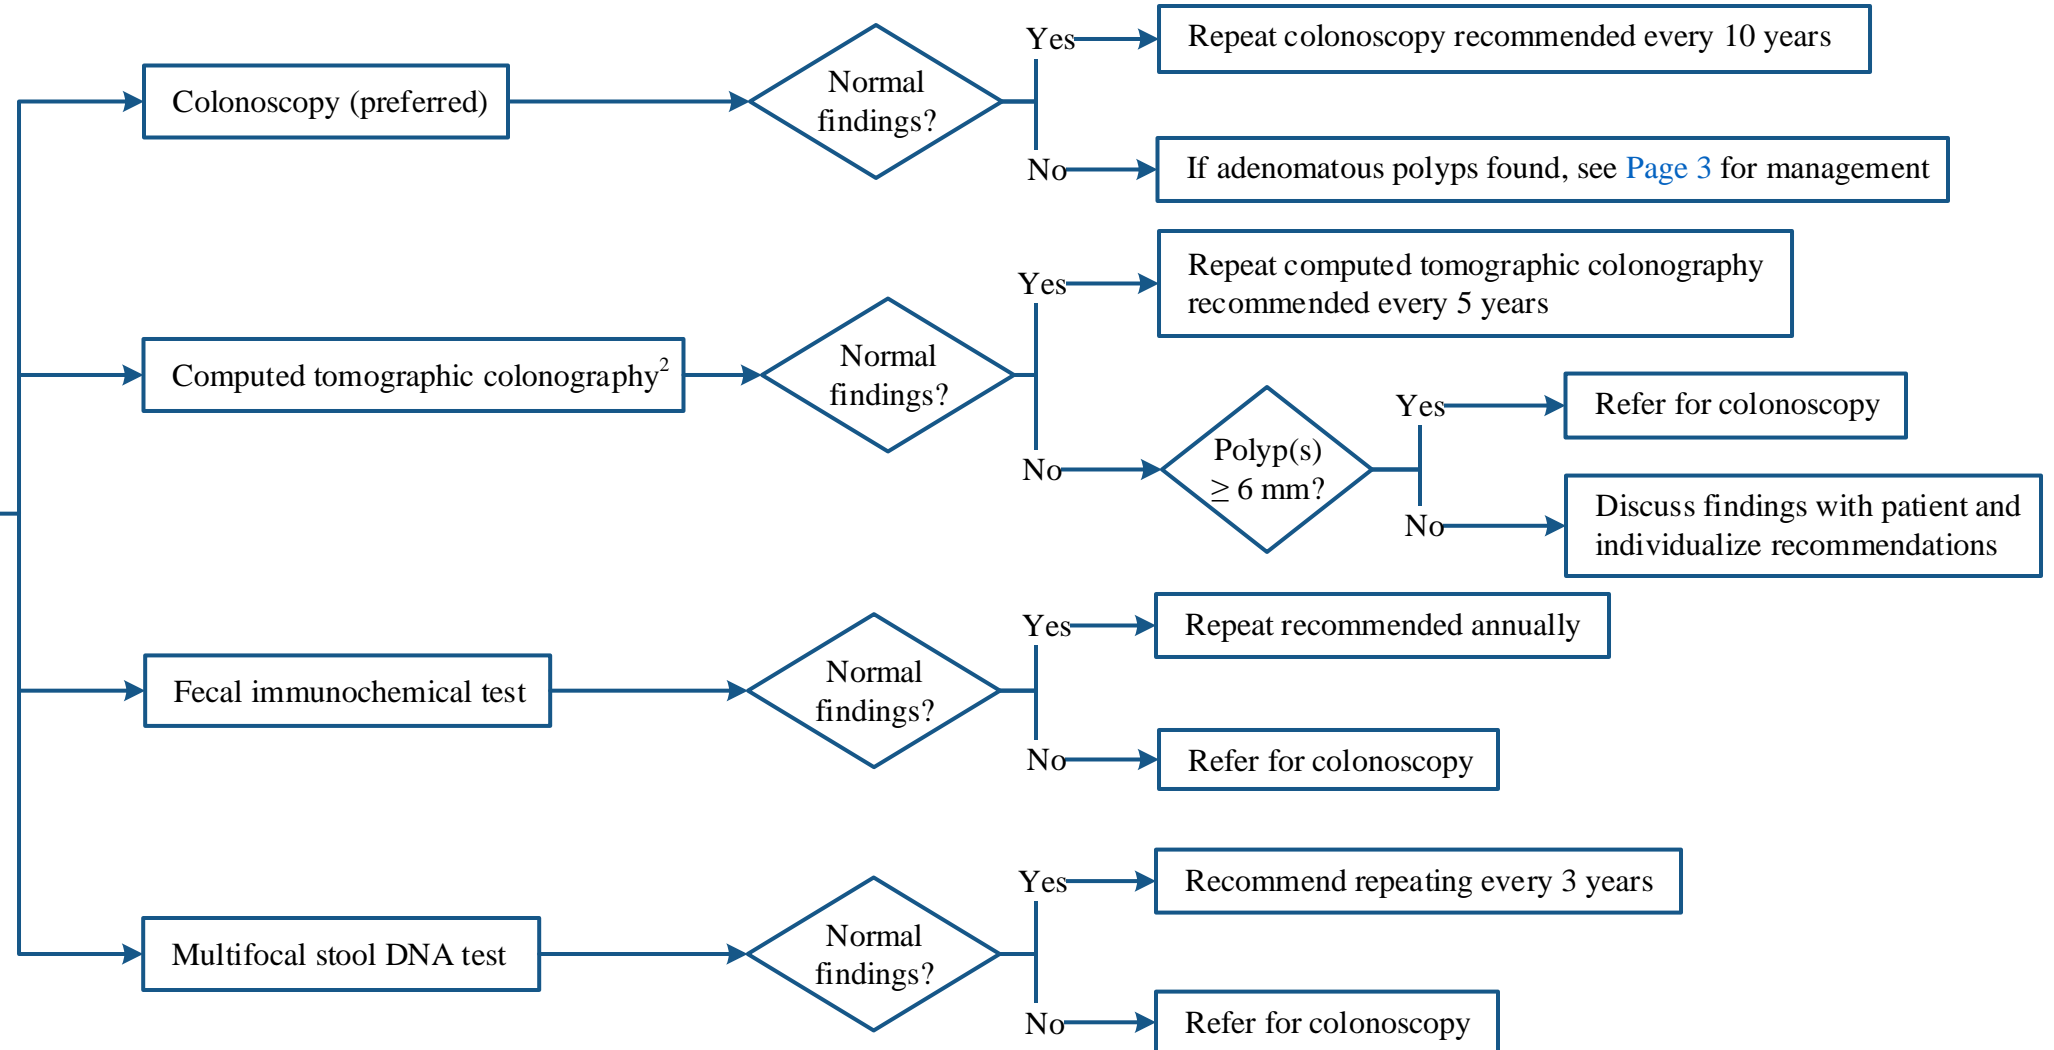 Colonoscopy (preferred)
Normal
findings?
Yes
Repeat colonoscopy recommended every 10 years
No
If adenomatous polyps found, see Page 3 for management
Computed tomographic colonography²
Normal
findings?
Yes
Repeat computed tomographic colonography
recommended every 5 years
No
Polyp(s)
≥ 6 mm?
Yes
Refer for colonoscopy
No
Discuss findings with patient and
individualize recommendations
Fecal immunochemical test
Normal
findings?
Yes
Repeat recommended annually
No
Refer for colonoscopy
Multifocal stool DNA test
Normal
findings?
Yes
Recommend repeating every 3 years
No
Refer for colonoscopy